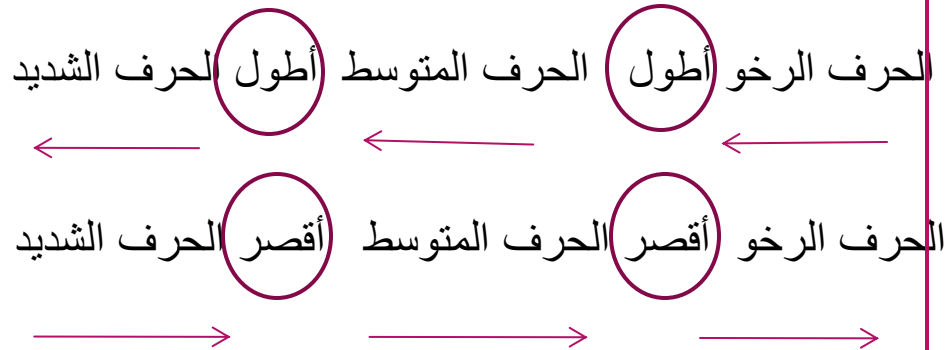 الحرف الرخو أطول الحرف المتوسط أطول الحرف الشديد
الحرف الرخو أقصر الحرف المتوسط أقصر الحرف الشديد